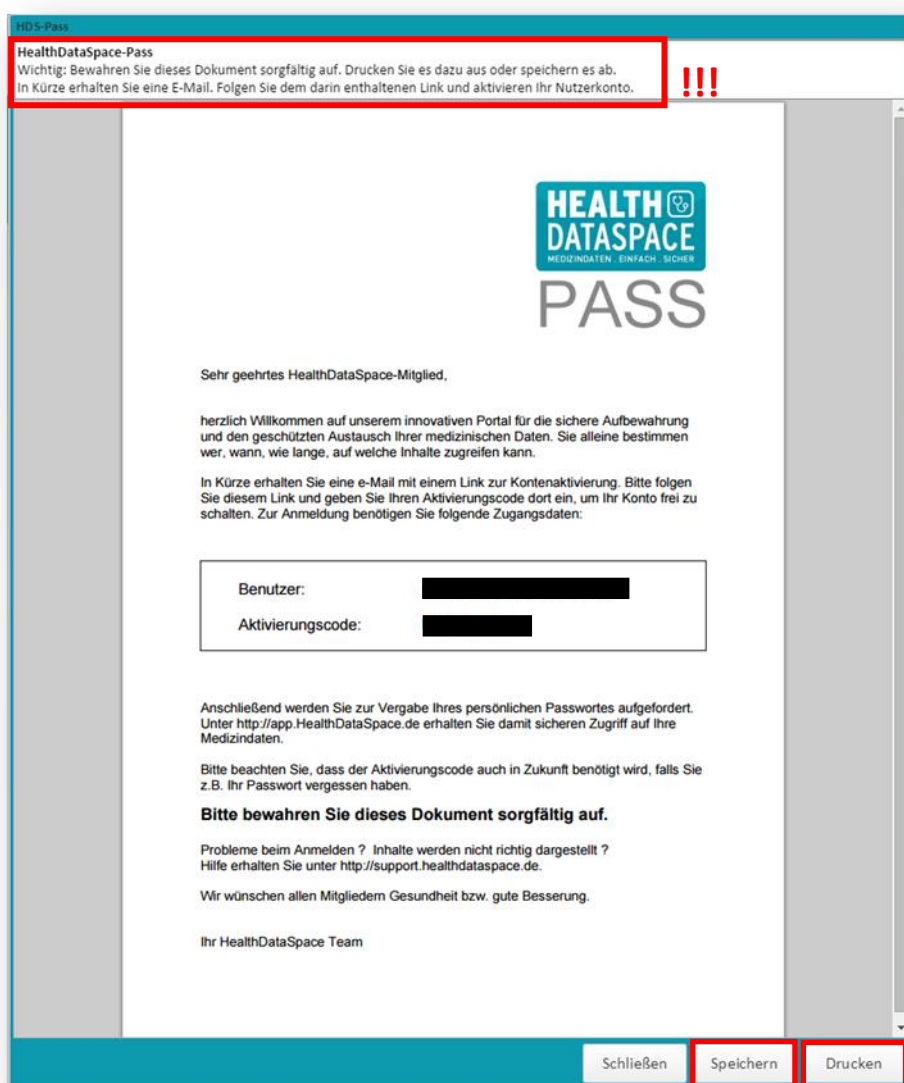 HDS-Pass
HealthDataSpace-Pass
Wichtig: Bewahren Sie dieses Dokument sorgfältig auf. Drucken Sie es dazu aus oder speichern es ab.
In Kürze erhalten Sie eine E-Mail. Folgen Sie dem darin enthaltenen Link und aktivieren Ihr Nutzerkonto.
!!!
HEALTH
DATASPACE
MEDIZINDATEN . EINFACH . SICHER
PASS
Sehr geehrtes HealthDataSpace-Mitglied,
herzlich Willkommen auf unserem innovativen Portal für die sichere Aufbewahrung
und den geschützten Austausch Ihrer medizinischen Daten. Sie alleine bestimmen
wer, wann, wie lange, auf welche Inhalte zugreifen kann.
In Kürze erhalten Sie eine e-Mail mit einem Link zur Kontenaktivierung. Bitte folgen
Sie diesem Link und geben Sie Ihren Aktivierungscode dort ein, um Ihr Konto frei zu
schalten. Zur Anmeldung benötigen Sie folgende Zugangsdaten:
Benutzer:
Aktivierungscode:
Anschließend werden Sie zur Vergabe Ihres persönlichen Passwortes aufgefordert.
Unter http://app.HealthDataSpace.de erhalten Sie damit sicheren Zugriff auf Ihre
Medizindaten.
Bitte beachten Sie, dass der Aktivierungscode auch in Zukunft benötigt wird, falls Sie
z.B. Ihr Passwort vergessen haben.
Bitte bewahren Sie dieses Dokument sorgfältig auf.
Probleme beim Anmelden ? Inhalte werden nicht richtig dargestellt ?
Hilfe erhalten Sie unter http://support.healthdataspace.de.
Wir wünschen allen Mitgliedern Gesundheit bzw. gute Besserung.
Ihr HealthDataSpace Team
Schließen Speichern Drucken